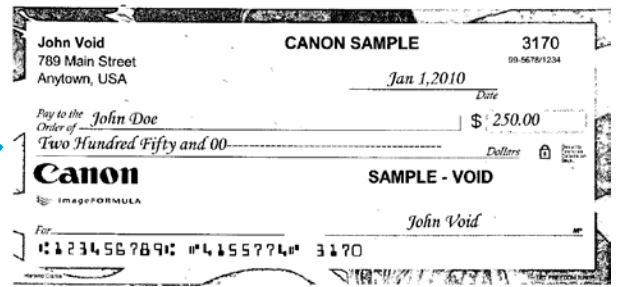 John Void CANON SAMPLE 3170
789 Main Street 99-5678/1234
Anytown, USA Jan 1,2010
Date
Pay to the
Order of John Doe $ 250.00
Two Hundred Fifty and 00 Dollars
Canon SAMPLE - VOID
imageFORMULA
John Void
For MP
⑆123456789⑆ ⑈4155774⑈ 3170